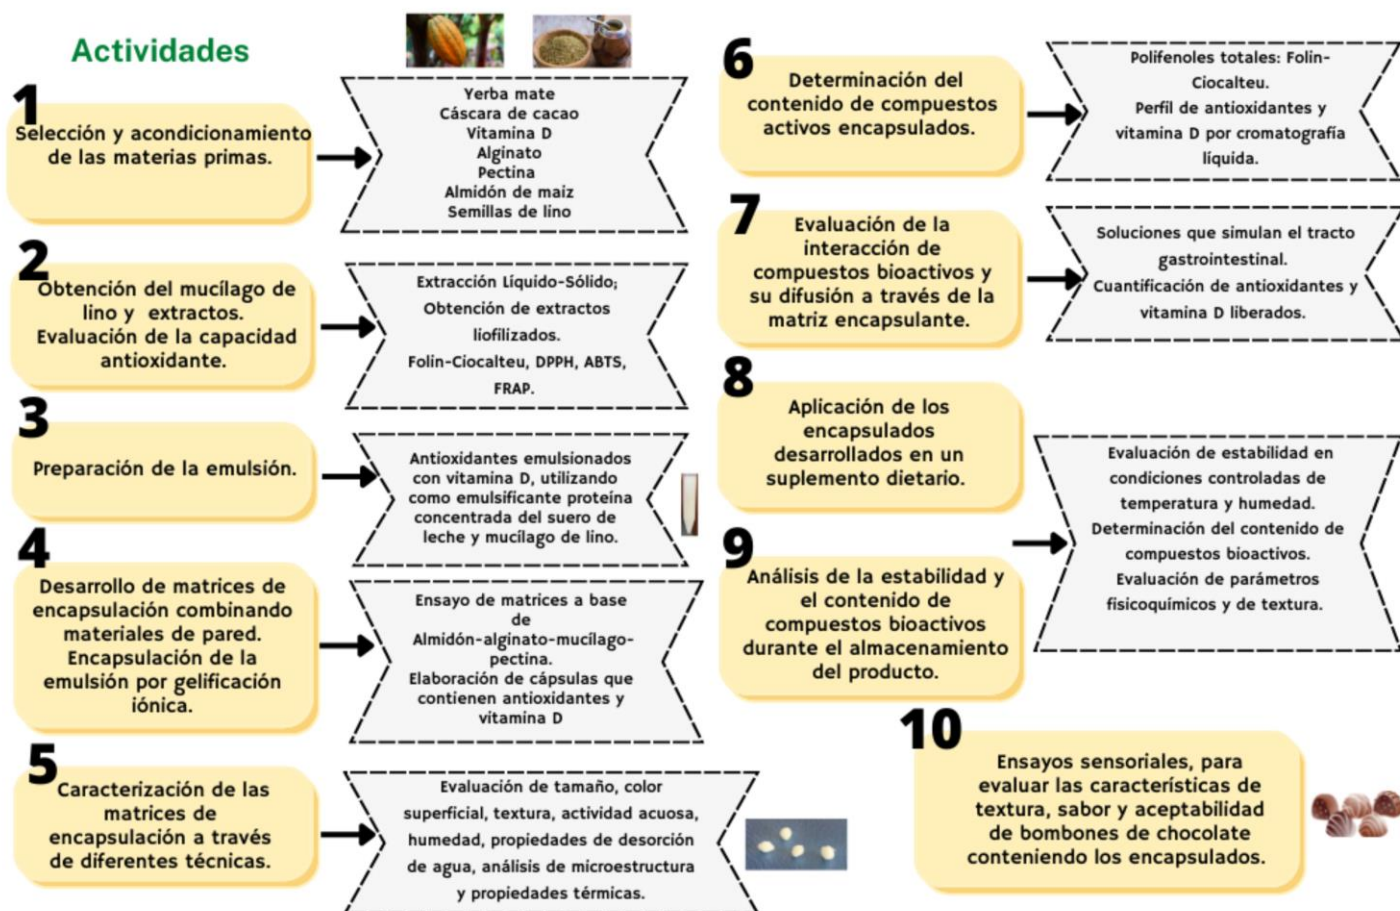 Actividades
1
Selección y acondicionamiento
de las materias primas.
Yerba mate
Cáscara de cacao
Vitamina D
Alginato
Pectina
Almidón de maiz
Semillas de lino
2
Obtención del mucílago de
lino y extractos.
Evaluación de la capacidad
antioxidante.
Extracción Líquido-Sólido;
Obtención de extractos
liofilizados.
Folin-Ciocalteu, DPPH, ABTS,
FRAP.
3
Preparación de la emulsión.
Antioxidantes emulsionados
con vitamina D, utilizando
como emulsificante proteína
concentrada del suero de
leche y mucílago de lino.
4
Desarrollo de matrices de
encapsulación combinando
materiales de pared.
Encapsulación de la
emulsión por gelificación
iónica.
Ensayo de matrices a base
de
Almidón-alginato-mucílago-
pectina.
Elaboración de cápsulas que
contienen antioxidantes y
vitamina D
5
Caracterización de las
matrices de
encapsulación a través
de diferentes técnicas.
Evaluación de tamaño, color
superficial, textura, actividad acuosa,
humedad, propiedades de desorción
de agua, análisis de microestructura
y propiedades térmicas.
6
Determinación del
contenido de compuestos
activos encapsulados.
Polifenoles totales: Folin-
Ciocalteu.
Perfil de antioxidantes y
vitamina D por cromatografía
líquida.
7
Evaluación de la
interacción de
compuestos bioactivos y
su difusión a través de la
matriz encapsulante.
Soluciones que simulan el tracto
gastrointestinal.
Cuantificación de antioxidantes y
vitamina D liberados.
8
Aplicación de los
encapsulados
desarrollados en un
suplemento dietario.
9
Análisis de la estabilidad y
el contenido de
compuestos bioactivos
durante el almacenamiento
del producto.
Evaluación de estabilidad en
condiciones controladas de
temperatura y humedad.
Determinación del contenido de
compuestos bioactivos.
Evaluación de parámetros
fisicoquímicos y de textura.
10
Ensayos sensoriales, para
evaluar las características de
textura, sabor y aceptabilidad
de bombones de chocolate
conteniendo los encapsulados.